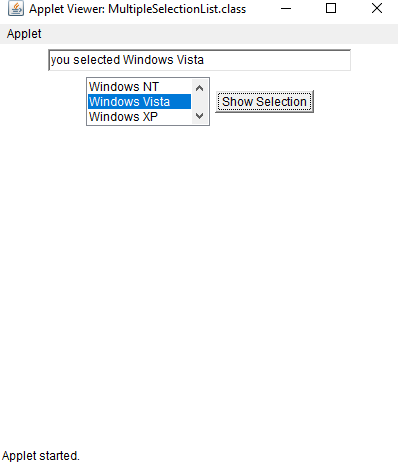 Applet Viewer: MultipleSelectionList.class
Applet
you selected Windows Vista
Windows NT
Windows Vista
Windows XP
Show Selection
Applet started.